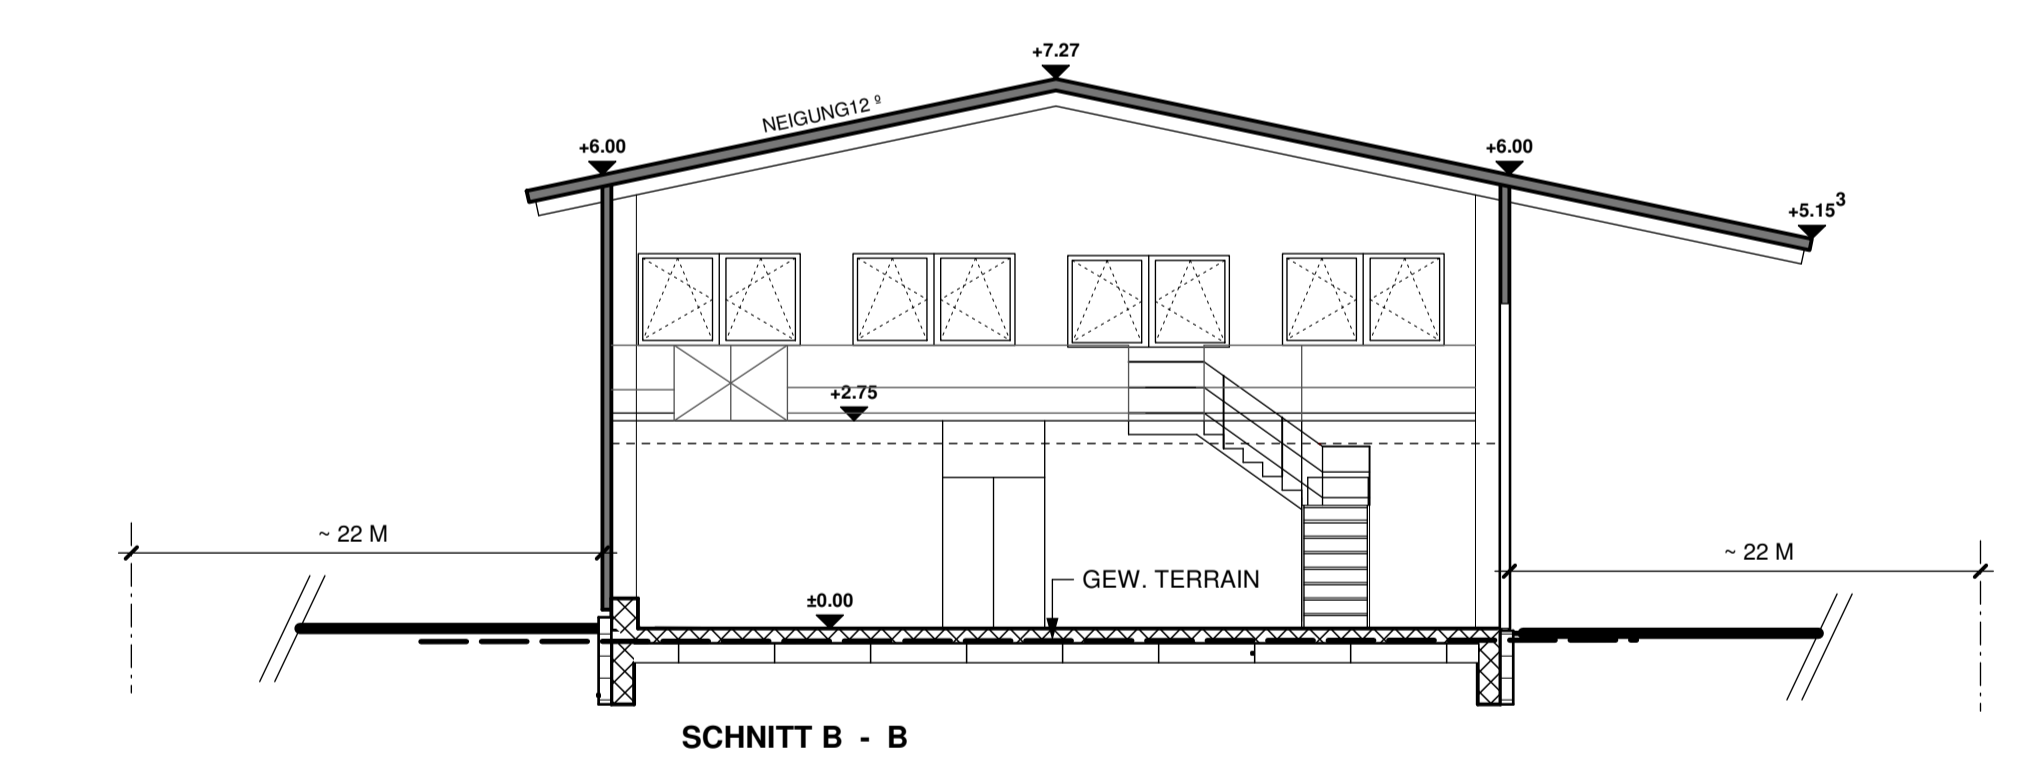 +7.27
NEIGUNG12 º
+6.00
+6.00
+5.15³
+2.75
~ 22 M
~ 22 M
GEW. TERRAIN
±0.00
SCHNITT B - B